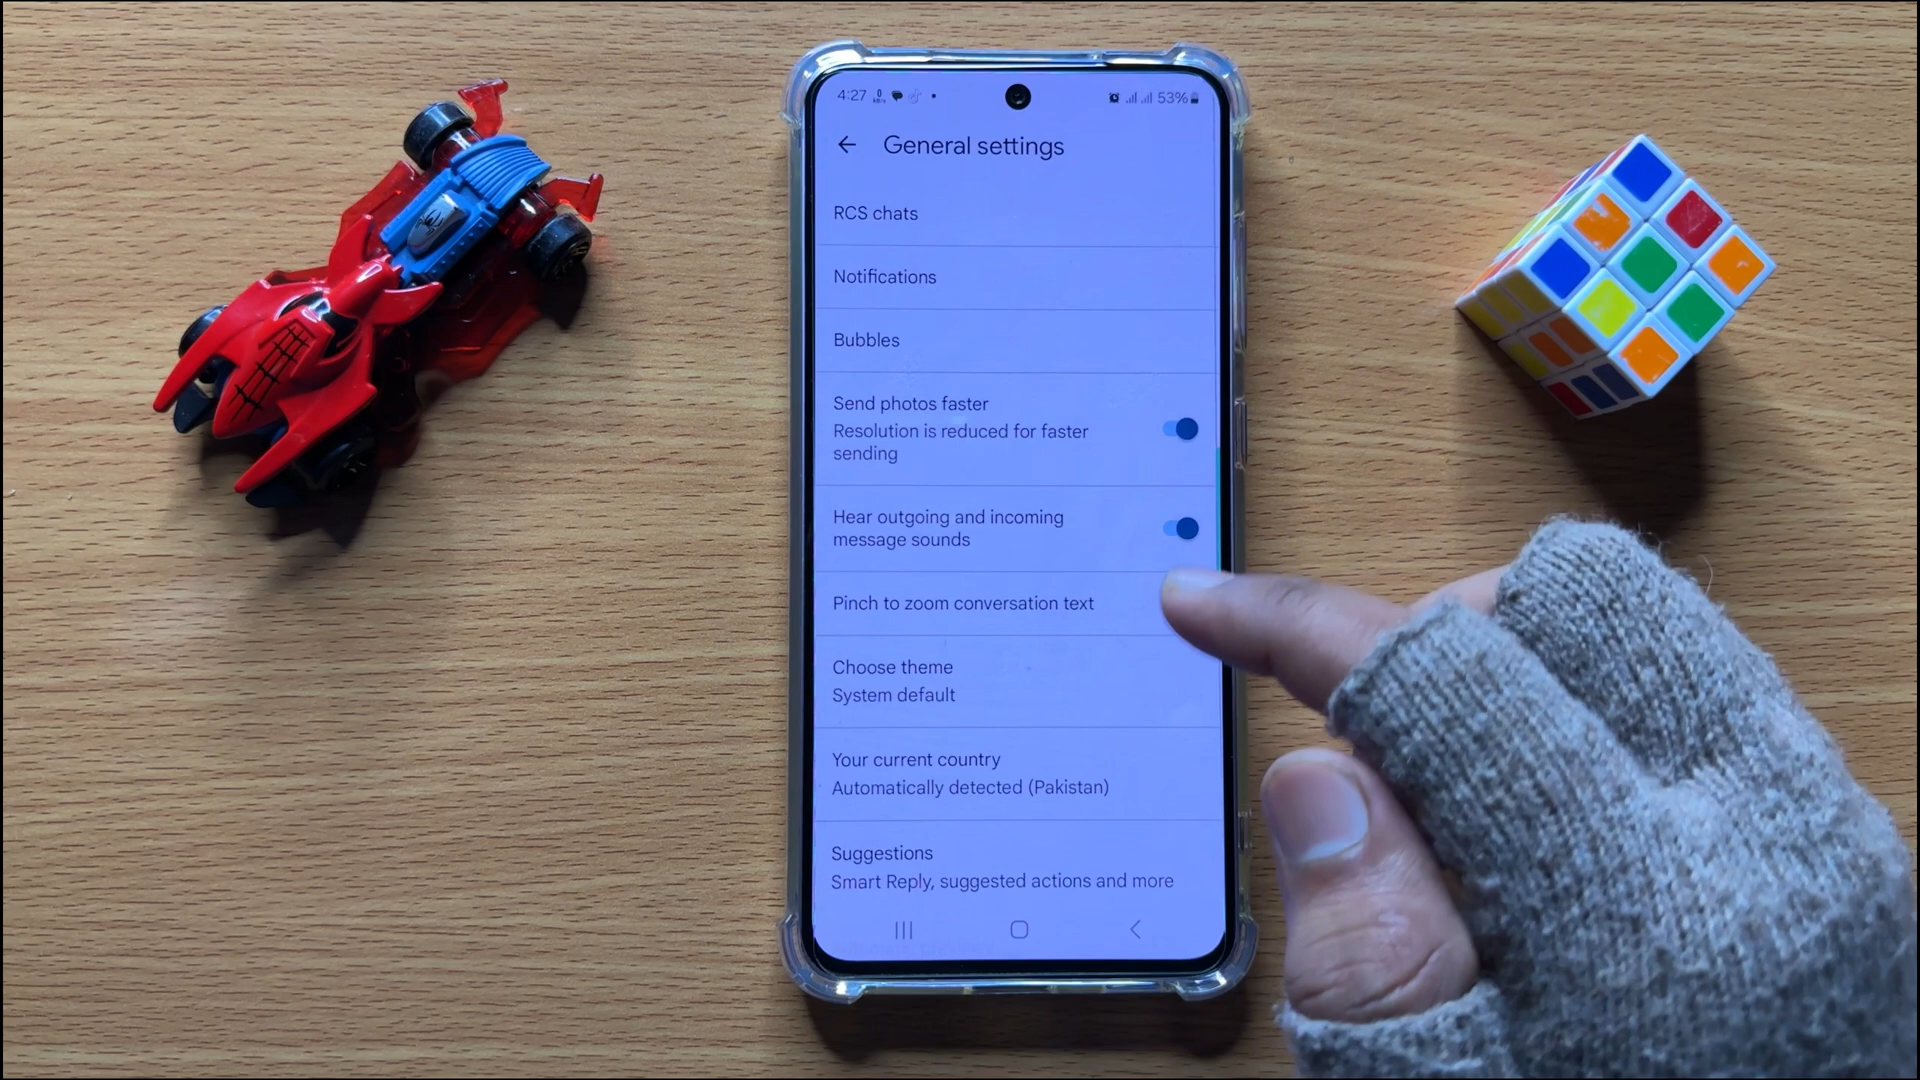 4:27 0 KB/s 53%
General settings
RCS chats
Notifications
Bubbles
Send photos faster
Resolution is reduced for faster
sending
Hear outgoing and incoming
message sounds
Pinch to zoom conversation text
Choose theme
System default
Your current country
Automatically detected (Pakistan)
Suggestions
Smart Reply, suggested actions and more